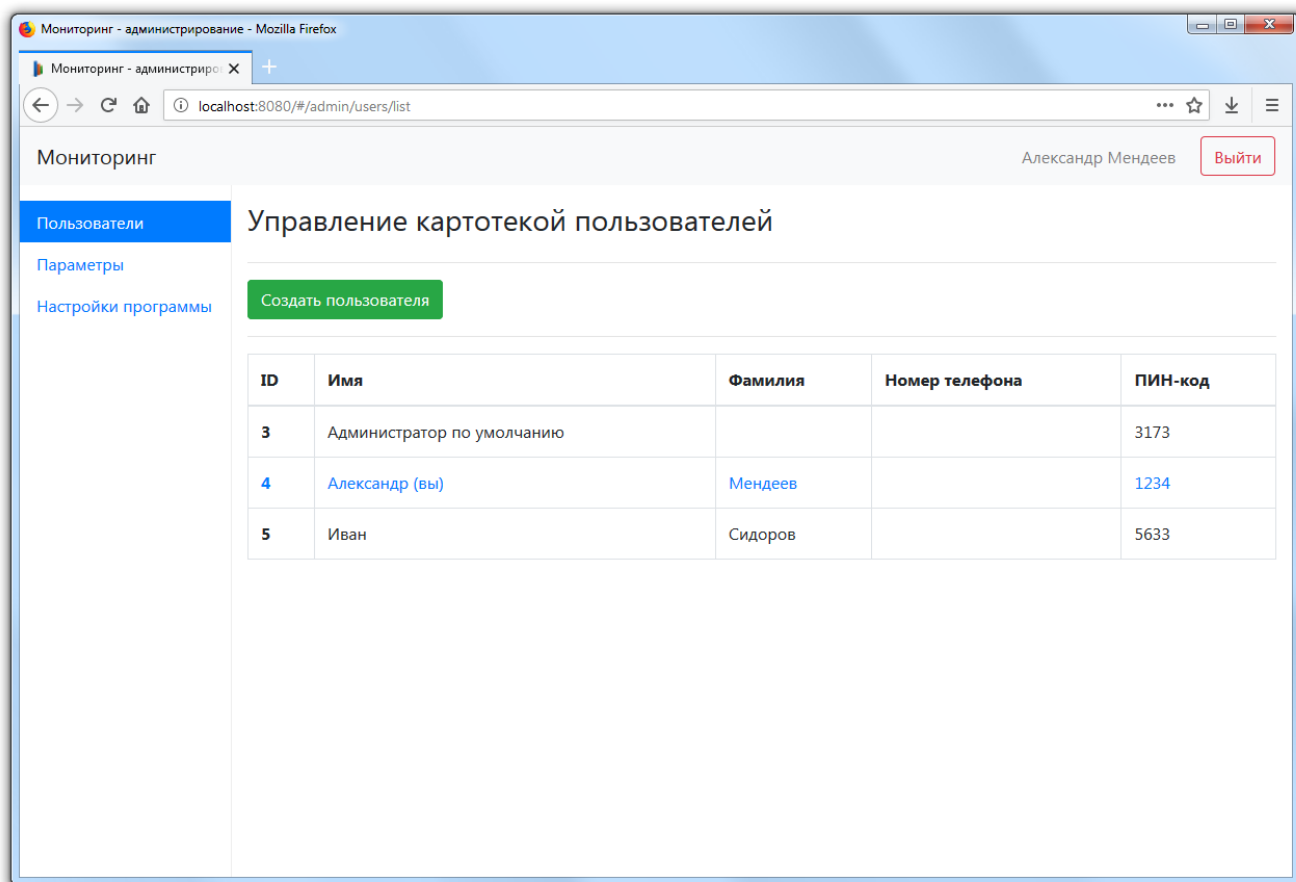 Мониторинг - администрирование - Mozilla Firefox
Мониторинг - администриро
localhost:8080/#/admin/users/list
Мониторинг Александр Мендеев Выйти
Пользователи
Параметры
Настройки программы
Управление картотекой пользователей
Создать пользователя
ID Имя Фамилия Номер телефона ПИН-код
3 Администратор по умолчанию 3173
4 Александр (вы) Мендеев 1234
5 Иван Сидоров 5633